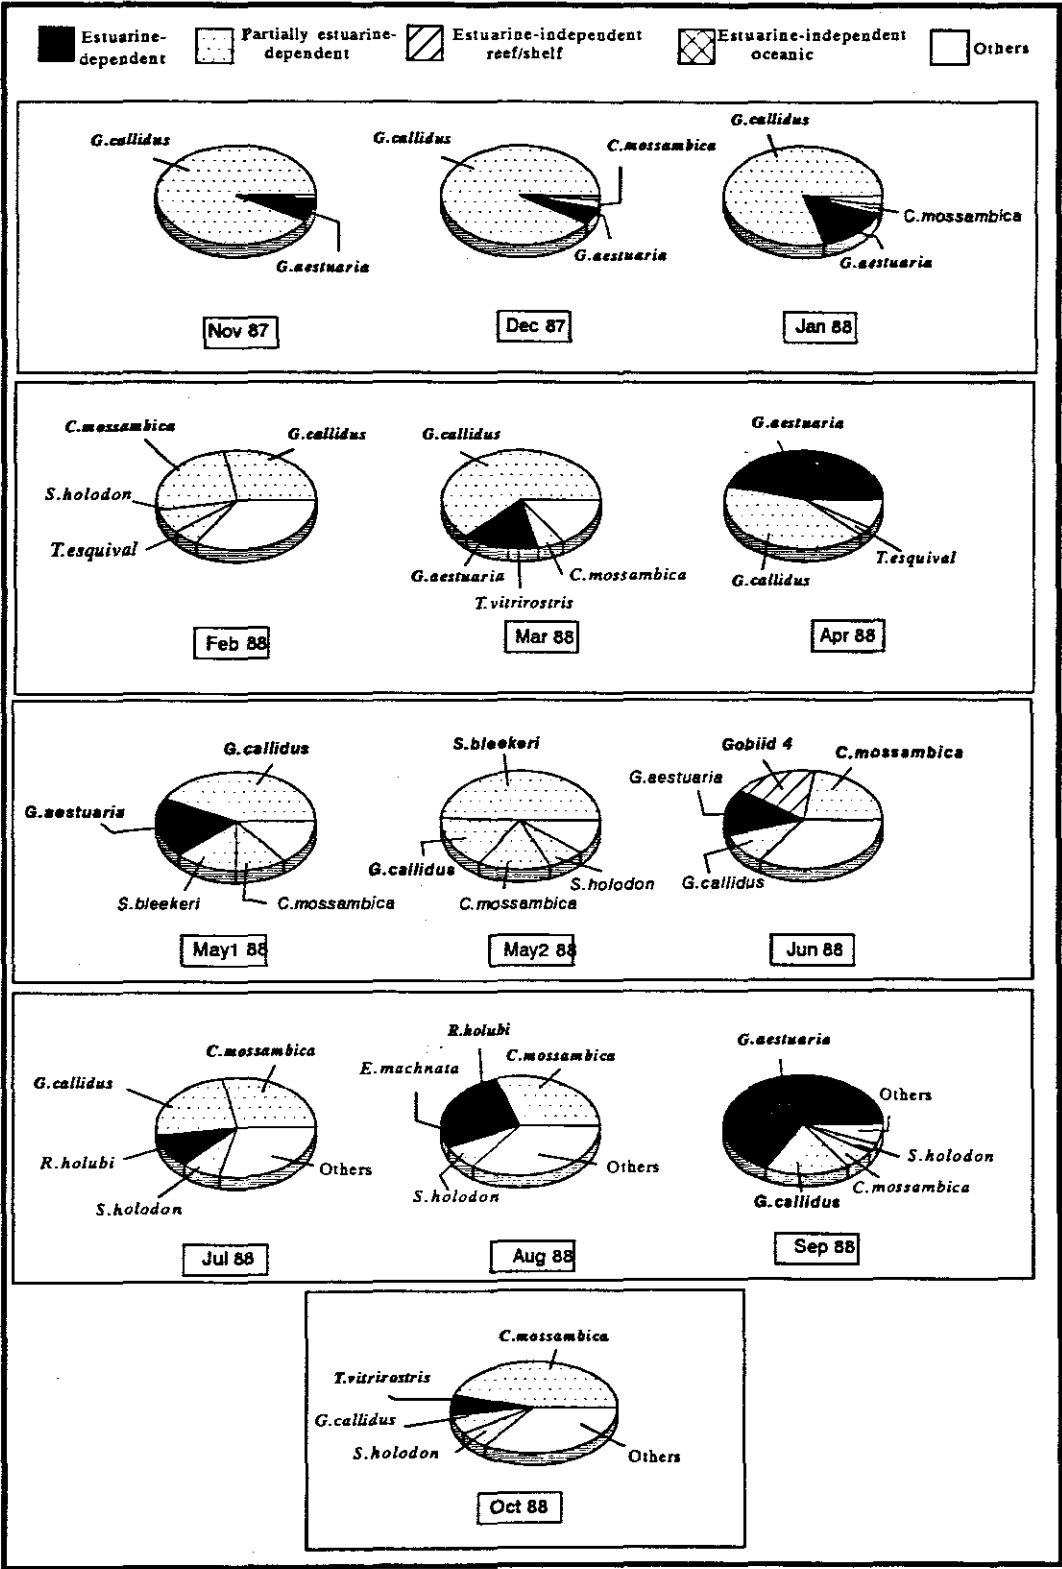 Estuarine-
dependent
Partially estuarine-
dependent
Estuarine-independent
reef/shelf
Estuarine-independent
oceanic
Others
G.callidus
G.aestuaria
Nov 87
G.callidus
C.mossambica
G.aestuaria
Dec 87
G.callidus
C.mossambica
G.aestuaria
Jan 88
C.mossambica
G.callidus
S.holodon
T.esquival
Feb 88
G.callidus
G.aestuaria
C.mossambica
T.vitrirostris
Mar 88
G.aestuaria
T.esquival
G.callidus
Apr 88
G.callidus
G.aestuaria
S.bleekeri
C.mossambica
May1 88
S.bleekeri
G.callidus
S.holodon
C.mossambica
May2 88
Gobiid 4
C.mossambica
G.aestuaria
G.callidus
Jun 88
C.mossambica
G.callidus
R.holubi
Others
S.holodon
Jul 88
R.holubi
C.mossambica
E.machnata
Others
S.holodon
Aug 88
G.aestuaria
Others
S.holodon
C.mossambica
G.callidus
Sep 88
C.mossambica
T.vitrirostris
G.callidus
S.holodon
Others
Oct 88